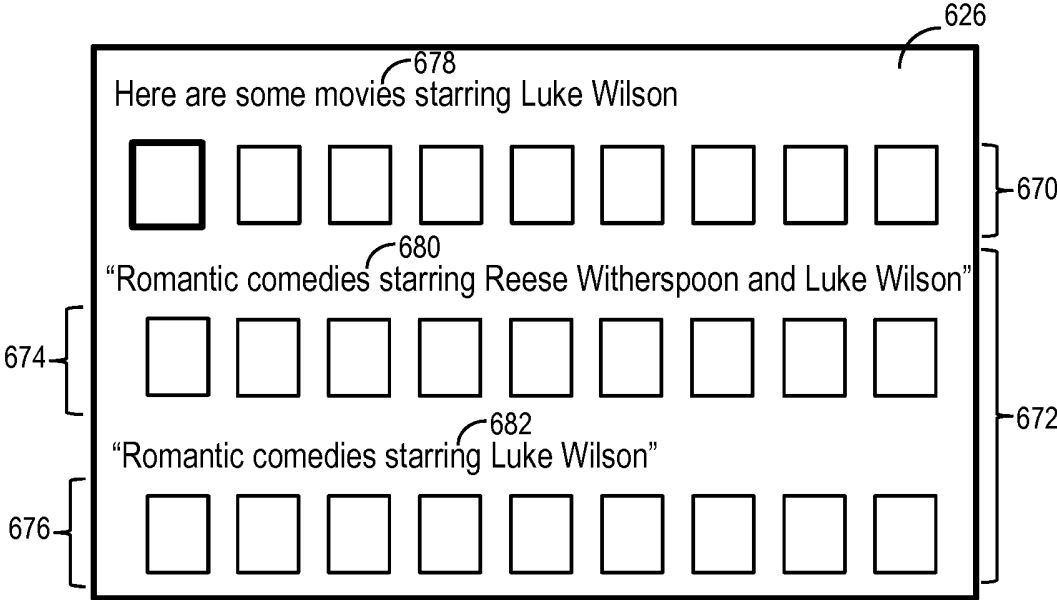 626
678
Here are some movies starring Luke Wilson
670
680
“Romantic comedies starring Reese Witherspoon and Luke Wilson”
674
672
682
“Romantic comedies starring Luke Wilson”
676